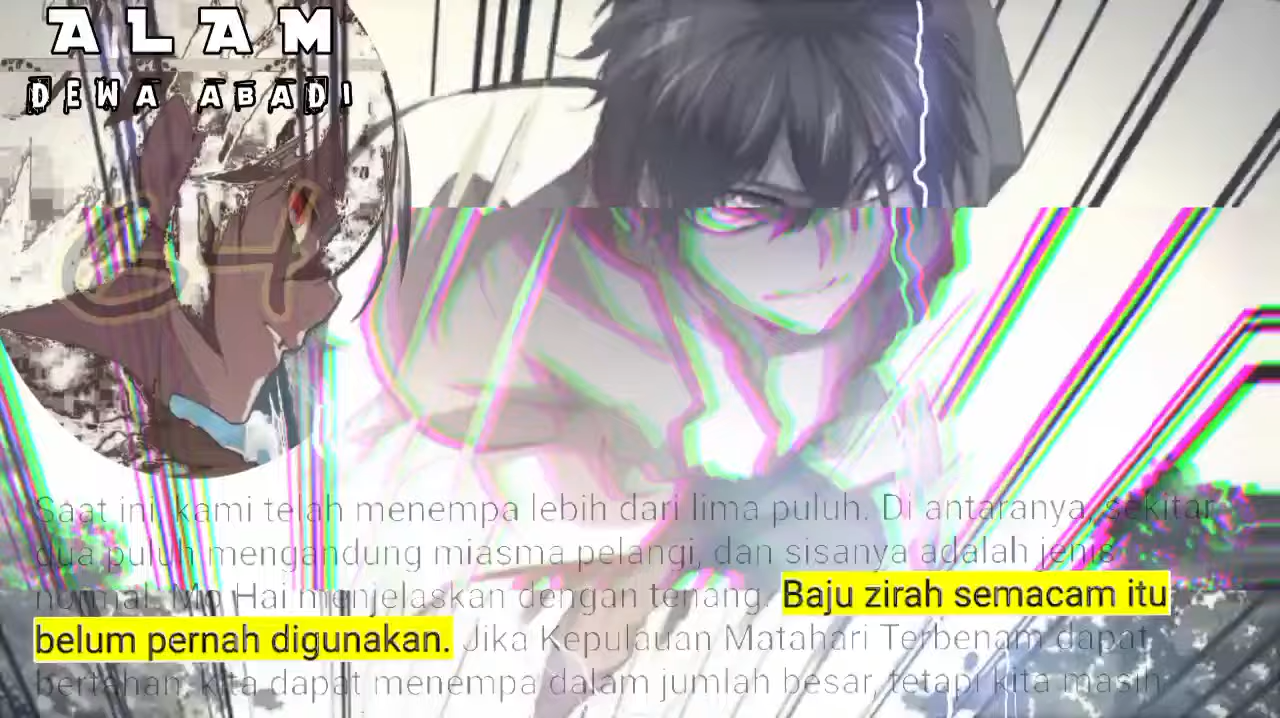 ALAM
DEWA ABADI
Saat ini, kami telah menempa lebih dari lima puluh. Di antaranya, sekitar
dua puluh mengandung miasma pelangi, dan sisanya adalah jenis
normal. Mo Hai menjelaskan dengan tenang. Baju zirah semacam itu
belum pernah digunakan. Jika Kepulauan Matahari Terbenam dapat
bertahan, kita dapat menempa dalam jumlah besar, tetapi kita masih